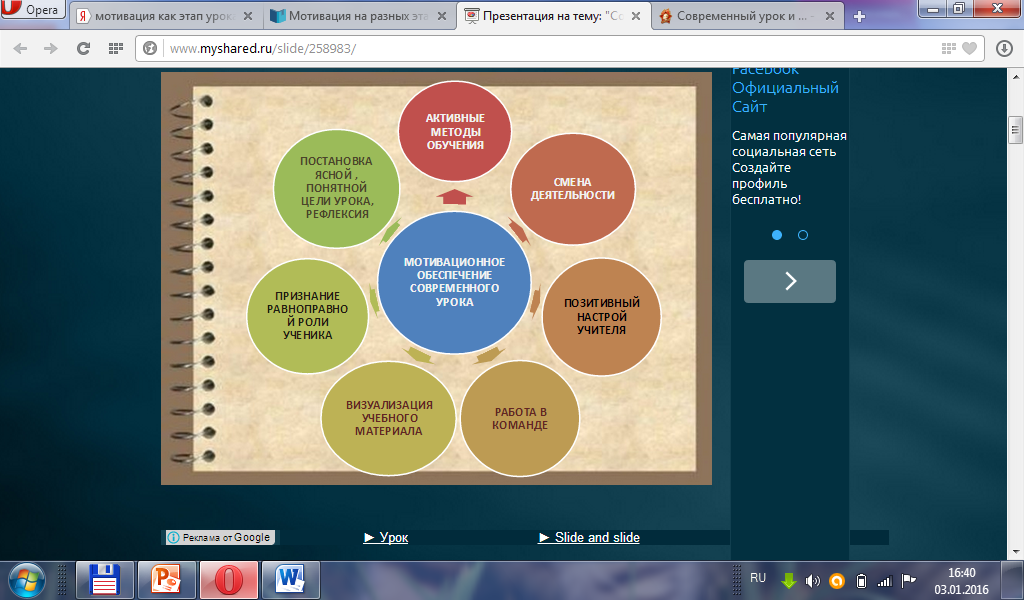 Opera
мотивация как этап урок
Мотивация на разных эта
Презентация на тему: "Со
Современный урок и ... -
www.myshared.ru/slide/258983/
АКТИВНЫЕ
МЕТОДЫ
ОБУЧЕНИЯ
ПОСТАНОВКА
ЯСНОЙ ,
ПОНЯТНОЙ
ЦЕЛИ УРОКА,
РЕФЛЕКСИЯ
СМЕНА
ДЕЯТЕЛЬНОСТИ
МОТИВАЦИОННОЕ
ОБЕСПЕЧЕНИЕ
СОВРЕМЕННОГО
УРОКА
ПРИЗНАНИЕ
РАВНОПРАВНО
Й РОЛИ
УЧЕНИКА
ПОЗИТИВНЫЙ
НАСТРОЙ
УЧИТЕЛЯ
ВИЗУАЛИЗАЦИЯ
УЧЕБНОГО
МАТЕРИАЛА
РАБОТА В
КОМАНДЕ
Facebook
Официальный
Сайт
Самая популярная
социальная сеть
Создайте
профиль
бесплатно!
Реклама от Google
► Урок
► Slide and slide
RU
16:40
03.01.2016